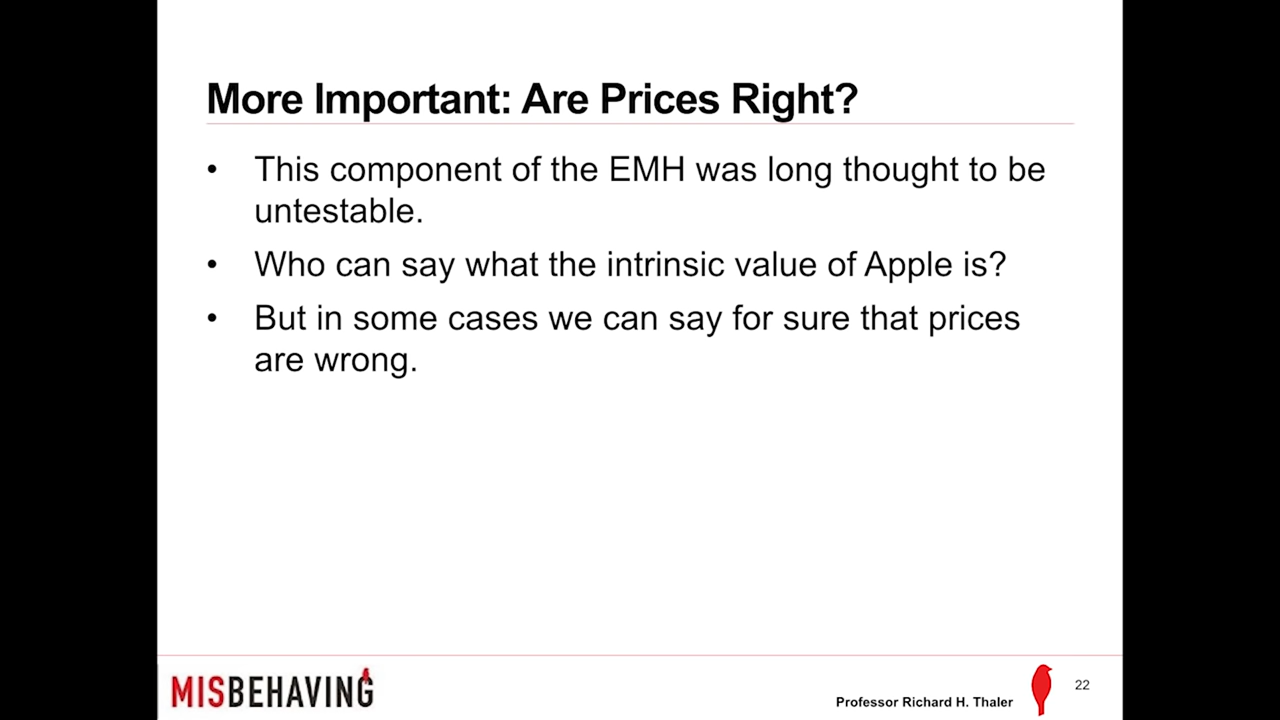 More Important: Are Prices Right?
• This component of the EMH was long thought to be
untestable.
• Who can say what the intrinsic value of Apple is?
• But in some cases we can say for sure that prices
are wrong.
MISBEHAVING
Professor Richard H. Thaler
22